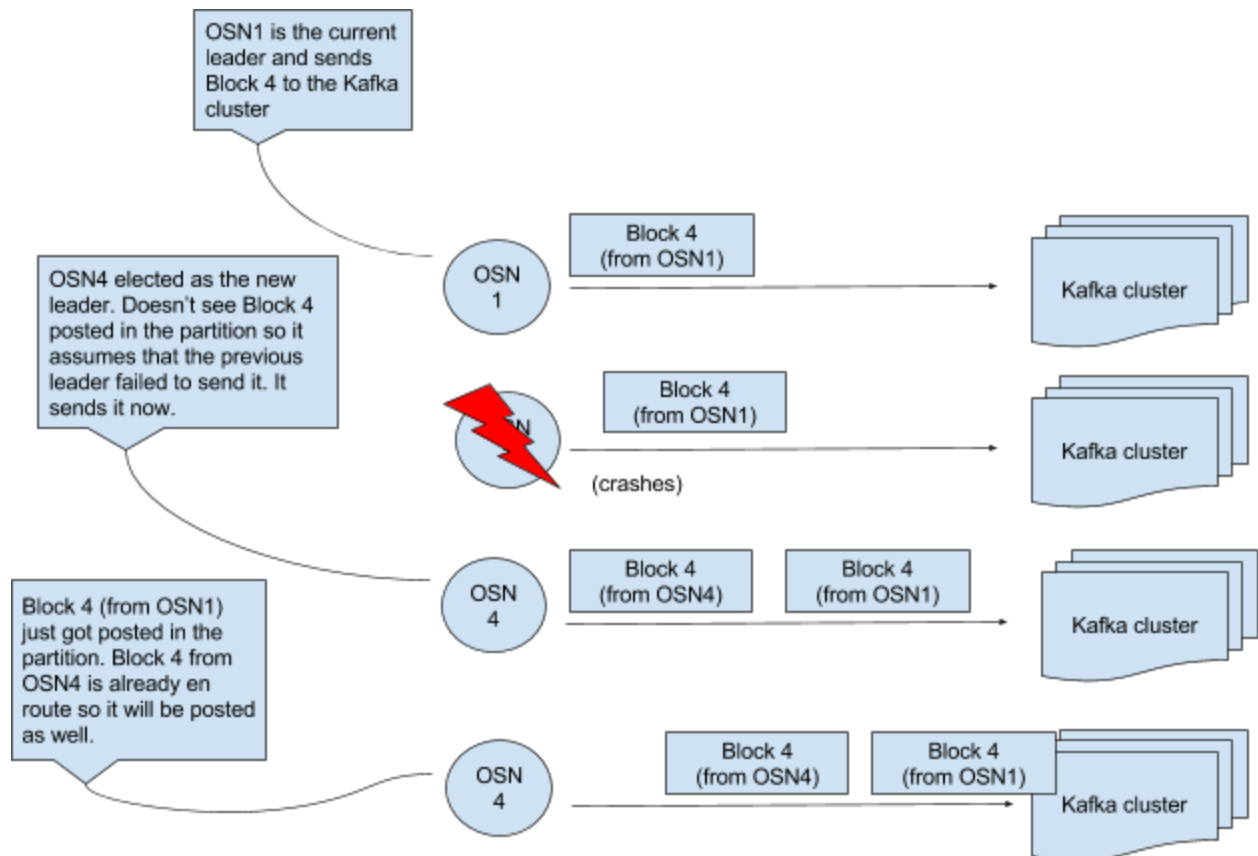 OSN1 is the current
leader and sends
Block 4 to the Kafka
cluster
Block 4
(from OSN1)
OSN
1
Kafka cluster
OSN4 elected as the new
leader. Doesn't see Block 4
posted in the partition so it
assumes that the previous
leader failed to send it. It
sends it now.
Block 4
(from OSN1)
(crashes)
Kafka cluster
Block 4
(from OSN4)
Block 4
(from OSN1)
OSN
4
Kafka cluster
Block 4 (from OSN1)
just got posted in the
partition. Block 4 from
OSN4 is already en
route so it will be posted
as well.
Block 4
(from OSN4)
Block 4
(from OSN1)
OSN
4
Kafka cluster